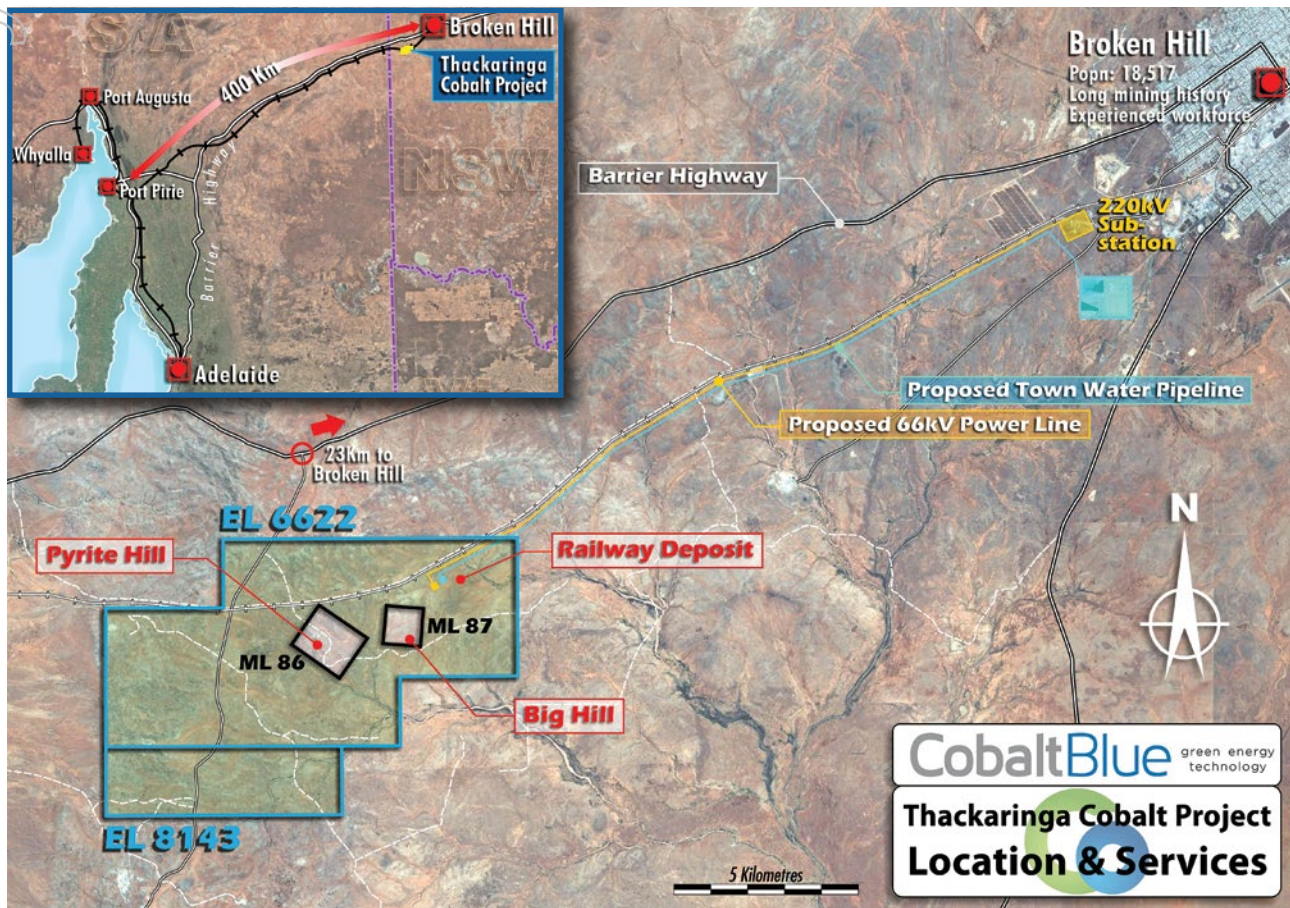 SA
Broken Hill
400 Km
Thackaringa
Cobalt Project
Port Augusta
Whyalla
Port Pirie
Barrier Highway
NSW
Adelaide
Broken Hill
Popn: 18,517
Long mining history
Experienced workforce
Barrier Highway
220kV
Sub-
station
Proposed Town Water Pipeline
Proposed 66kV Power Line
23Km to
Broken Hill
EL 6622
Pyrite Hill
Railway Deposit
ML 87
ML 86
Big Hill
EL 8143
N
5 Kilometres
CobaltBlue
green energy
technology
Thackaringa Cobalt Project
Location & Services